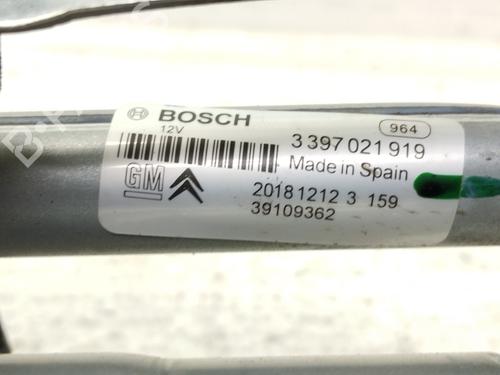 BOSCH
964
12V
3 397 021 919
Made in Spain
GM
20181212 3 159
39109362